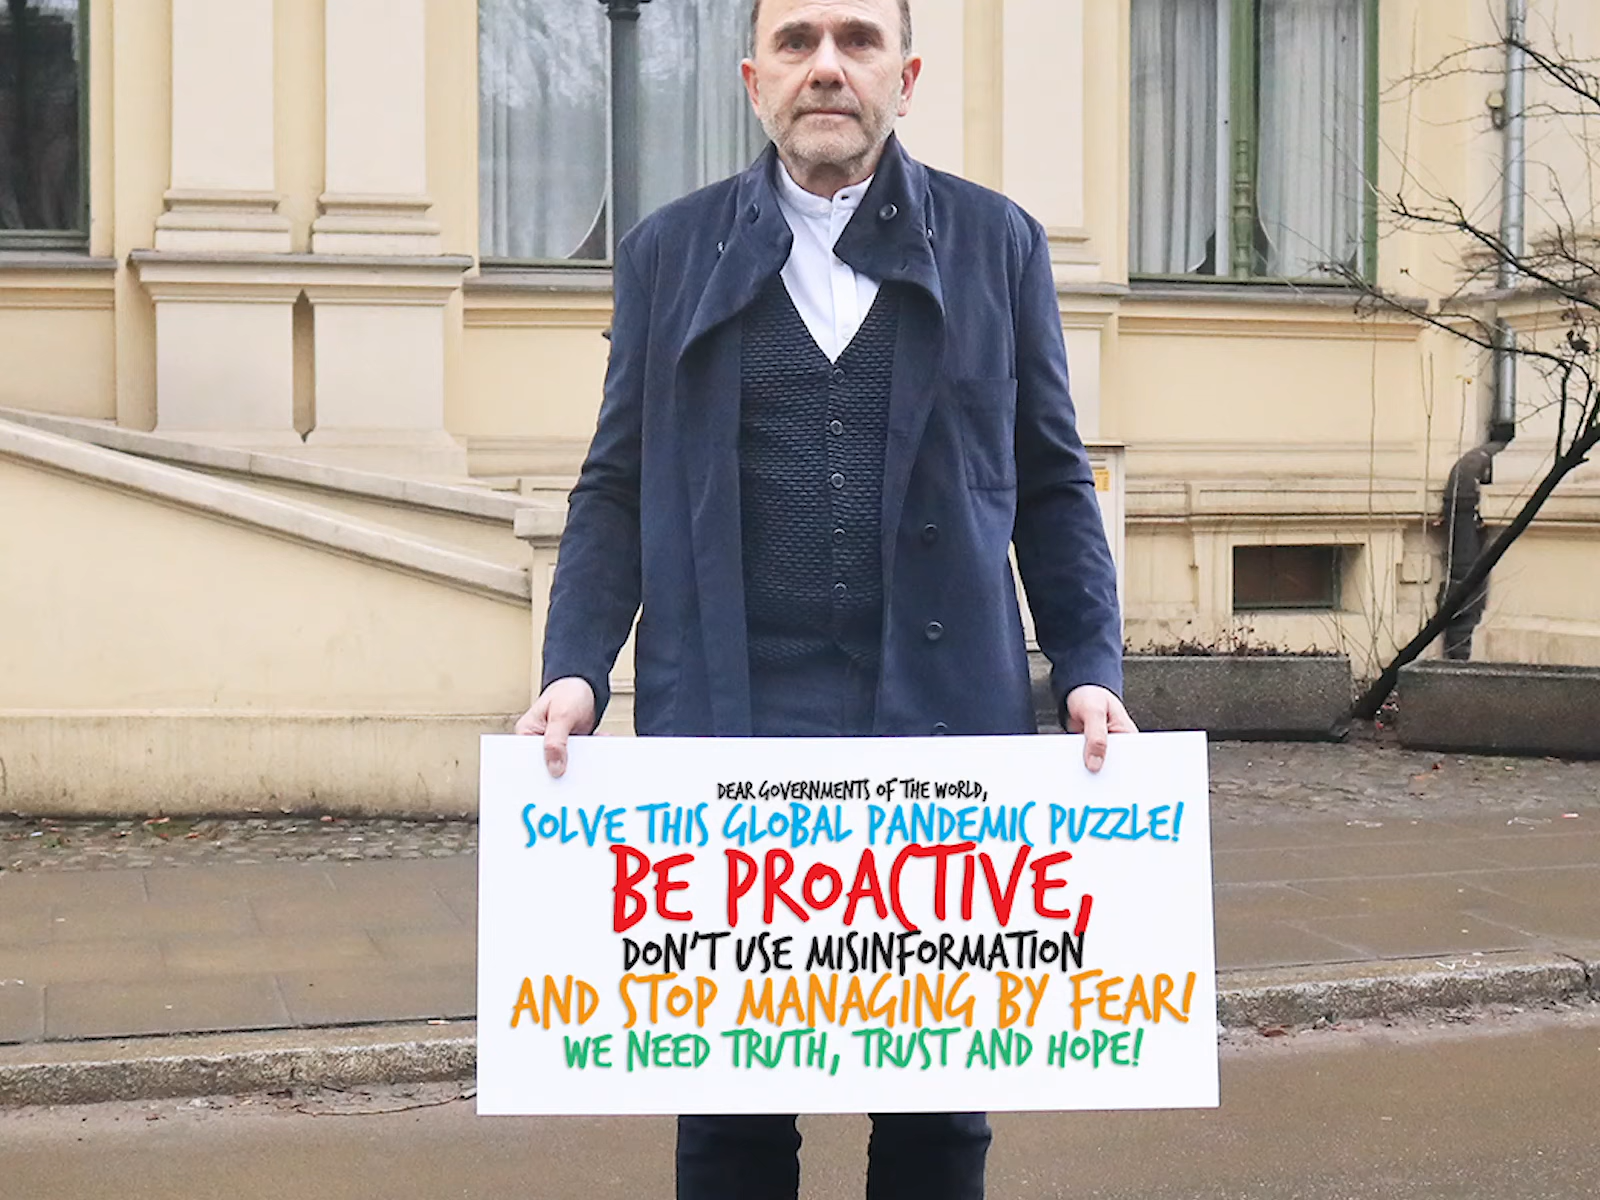 DEAR GOVERNMENTS OF THE WORLD,
SOLVE THIS GLOBAL PANDEMIC PUZZLE!
BE PROACTIVE,
DON'T USE MISINFORMATION
AND STOP MANAGING BY FEAR!
WE NEED TRUTH, TRUST AND HOPE!